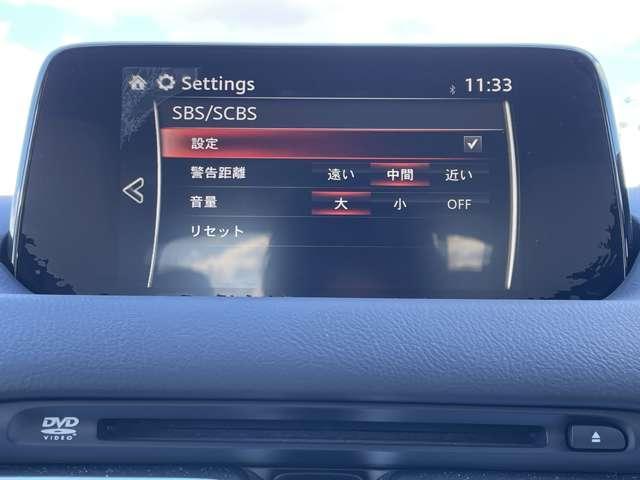 Settings 11:33
SBS/SCBS
設定
警告距離 遠い 中間 近い
音量 大 小 OFF
リセット
DVD
VIDEO